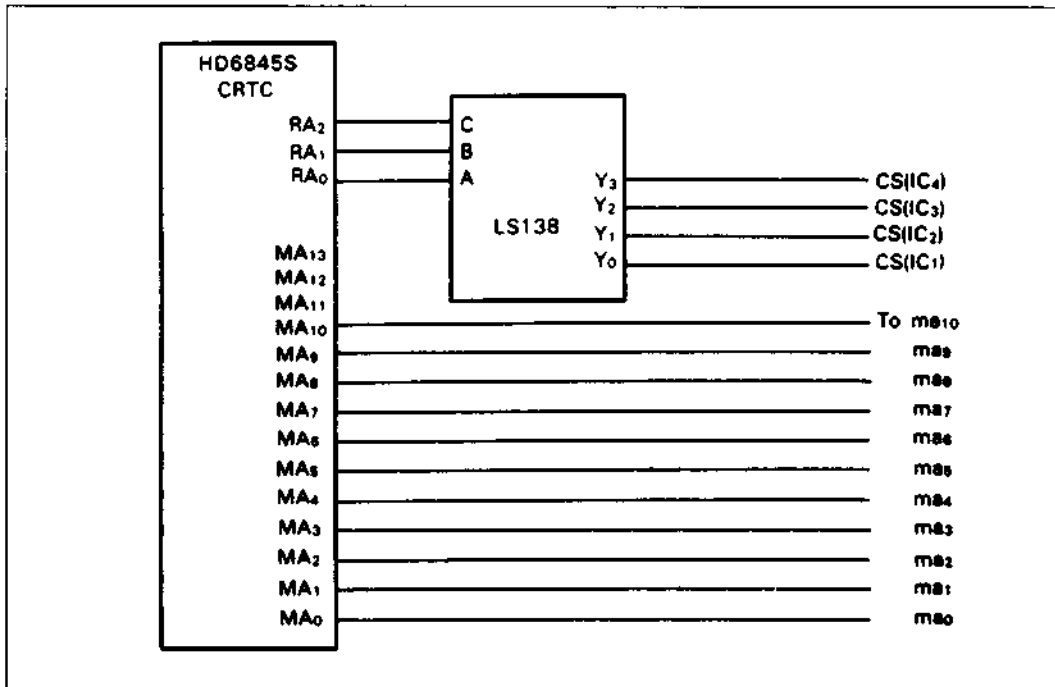 HD6845S
CRTC
RA₂ C
RA₁ B
RA₀ A
Y₃ CS(IC₄)
Y₂ CS(IC₃)
LS138
Y₁ CS(IC₂)
Y₀ CS(IC₁)
MA₁₃
MA₁₂
MA₁₁
MA₁₀ To ma₁₀
MA₉ ma₉
MA₈ ma₈
MA₇ ma₇
MA₆ ma₆
MA₅ ma₅
MA₄ ma₄
MA₃ ma₃
MA₂ ma₂
MA₁ ma₁
MA₀ ma₀